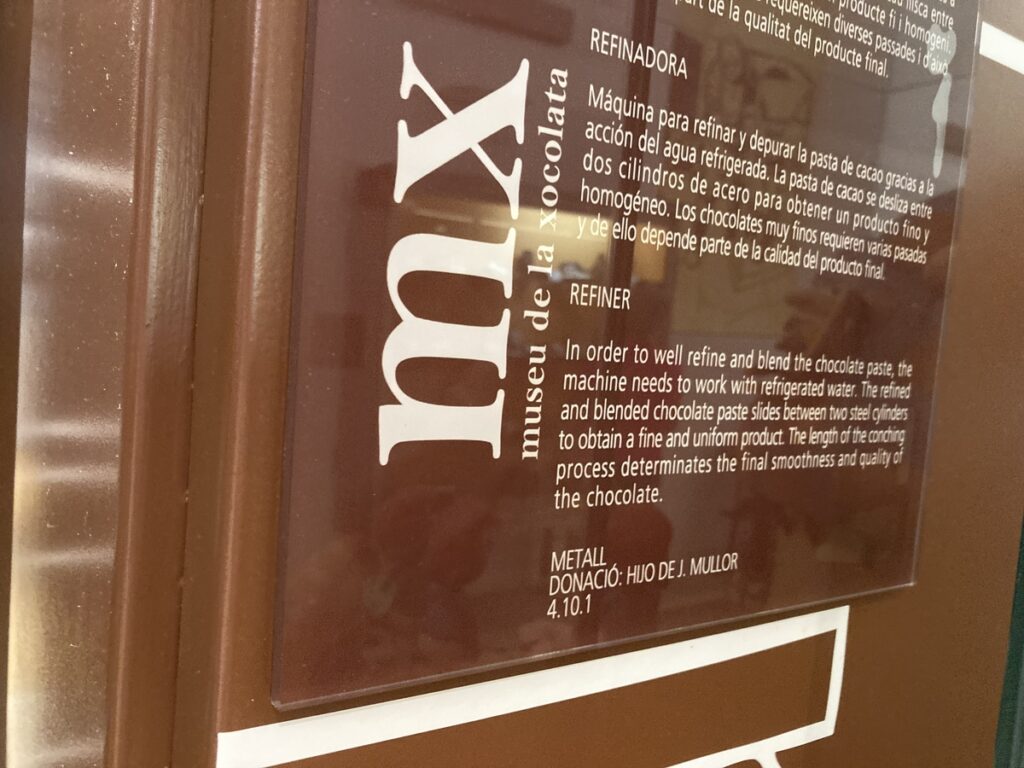 llisca entre
producte fi i homogeni.
requereixen diverses passades i d'això
part de la qualitat del producte final.
REFINADORA
Máquina para refinar y depurar la pasta de cacao gracias a la
acción del agua refrigerada. La pasta de cacao se desliza entre
dos cilindros de acero para obtener un producto fino y
homogéneo. Los chocolates muy finos requieren varias pasadas
y de ello depende parte de la calidad del producto final.
REFINER
In order to well refine and blend the chocolate paste, the
machine needs to work with refrigerated water. The refined
and blended chocolate paste slides between two steel cylinders
to obtain a fine and uniform product. The length of the conching
process determinates the final smoothness and quality of
the chocolate.
METALL
DONACIÓ: HIJO DE J. MULLOR
4.10.1
mx
museu de la xocolata